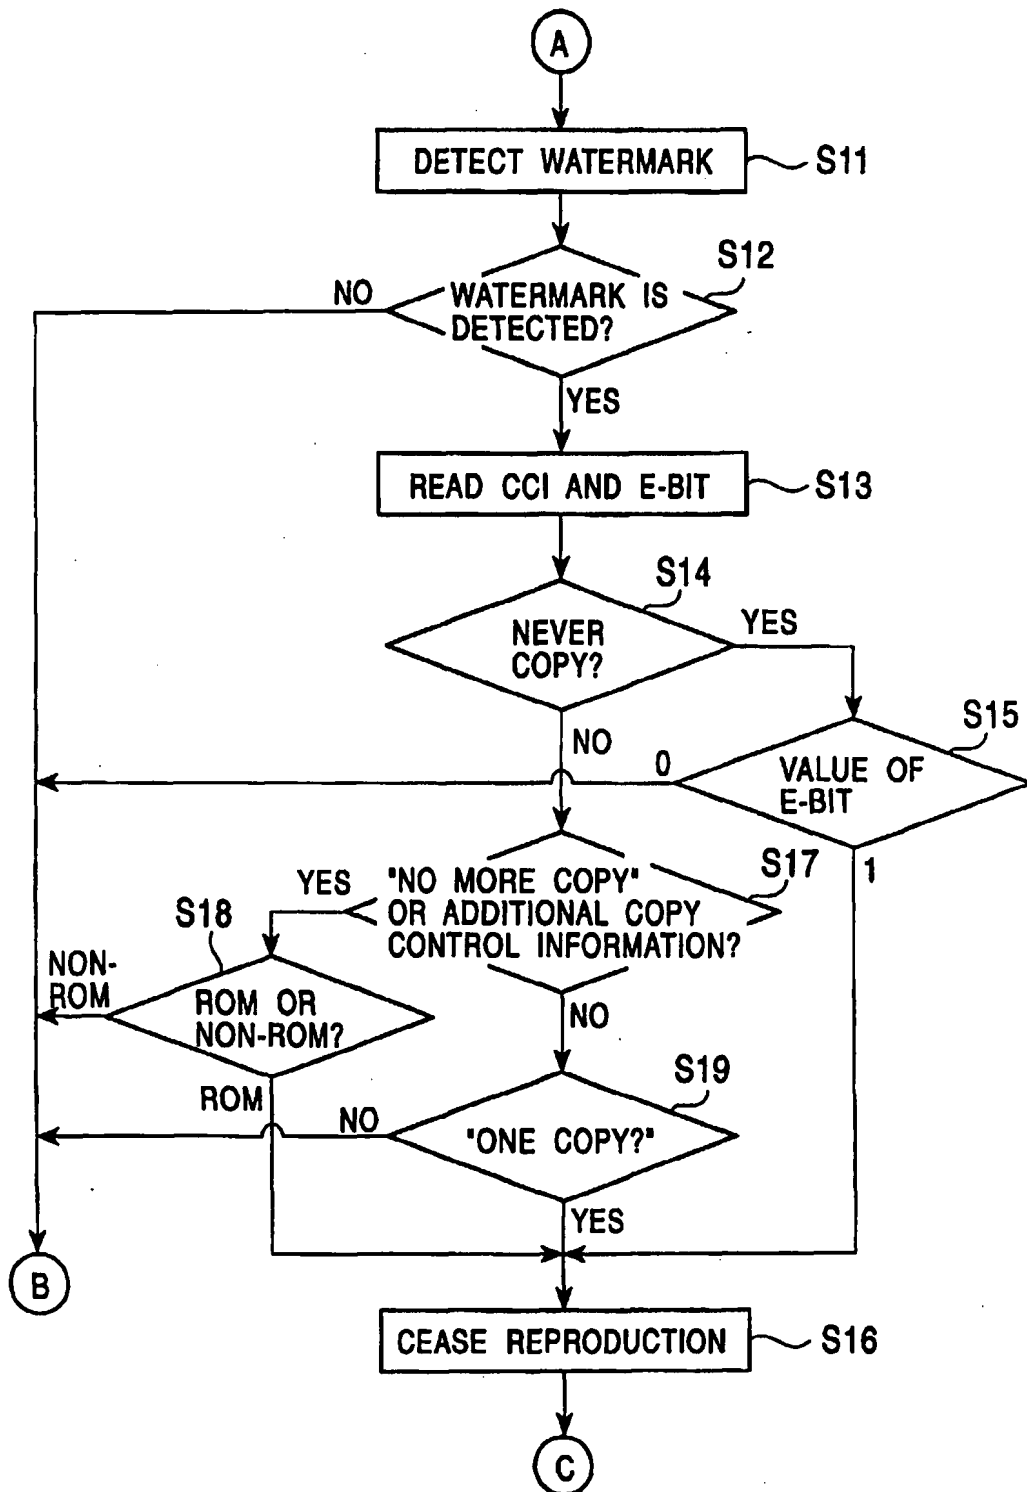 A
DETECT WATERMARK
S11
S12
NO
WATERMARK IS
DETECTED?
YES
READ CCI AND E-BIT
S13
S14
YES
NEVER
COPY?
S15
NO
0
VALUE OF
E-BIT
1
S17
YES
"NO MORE COPY"
OR ADDITIONAL COPY
CONTROL INFORMATION?
S18
NON-
ROM
ROM OR
NON-ROM?
NO
S19
ROM
NO
"ONE COPY?"
YES
B
CEASE REPRODUCTION
S16
C